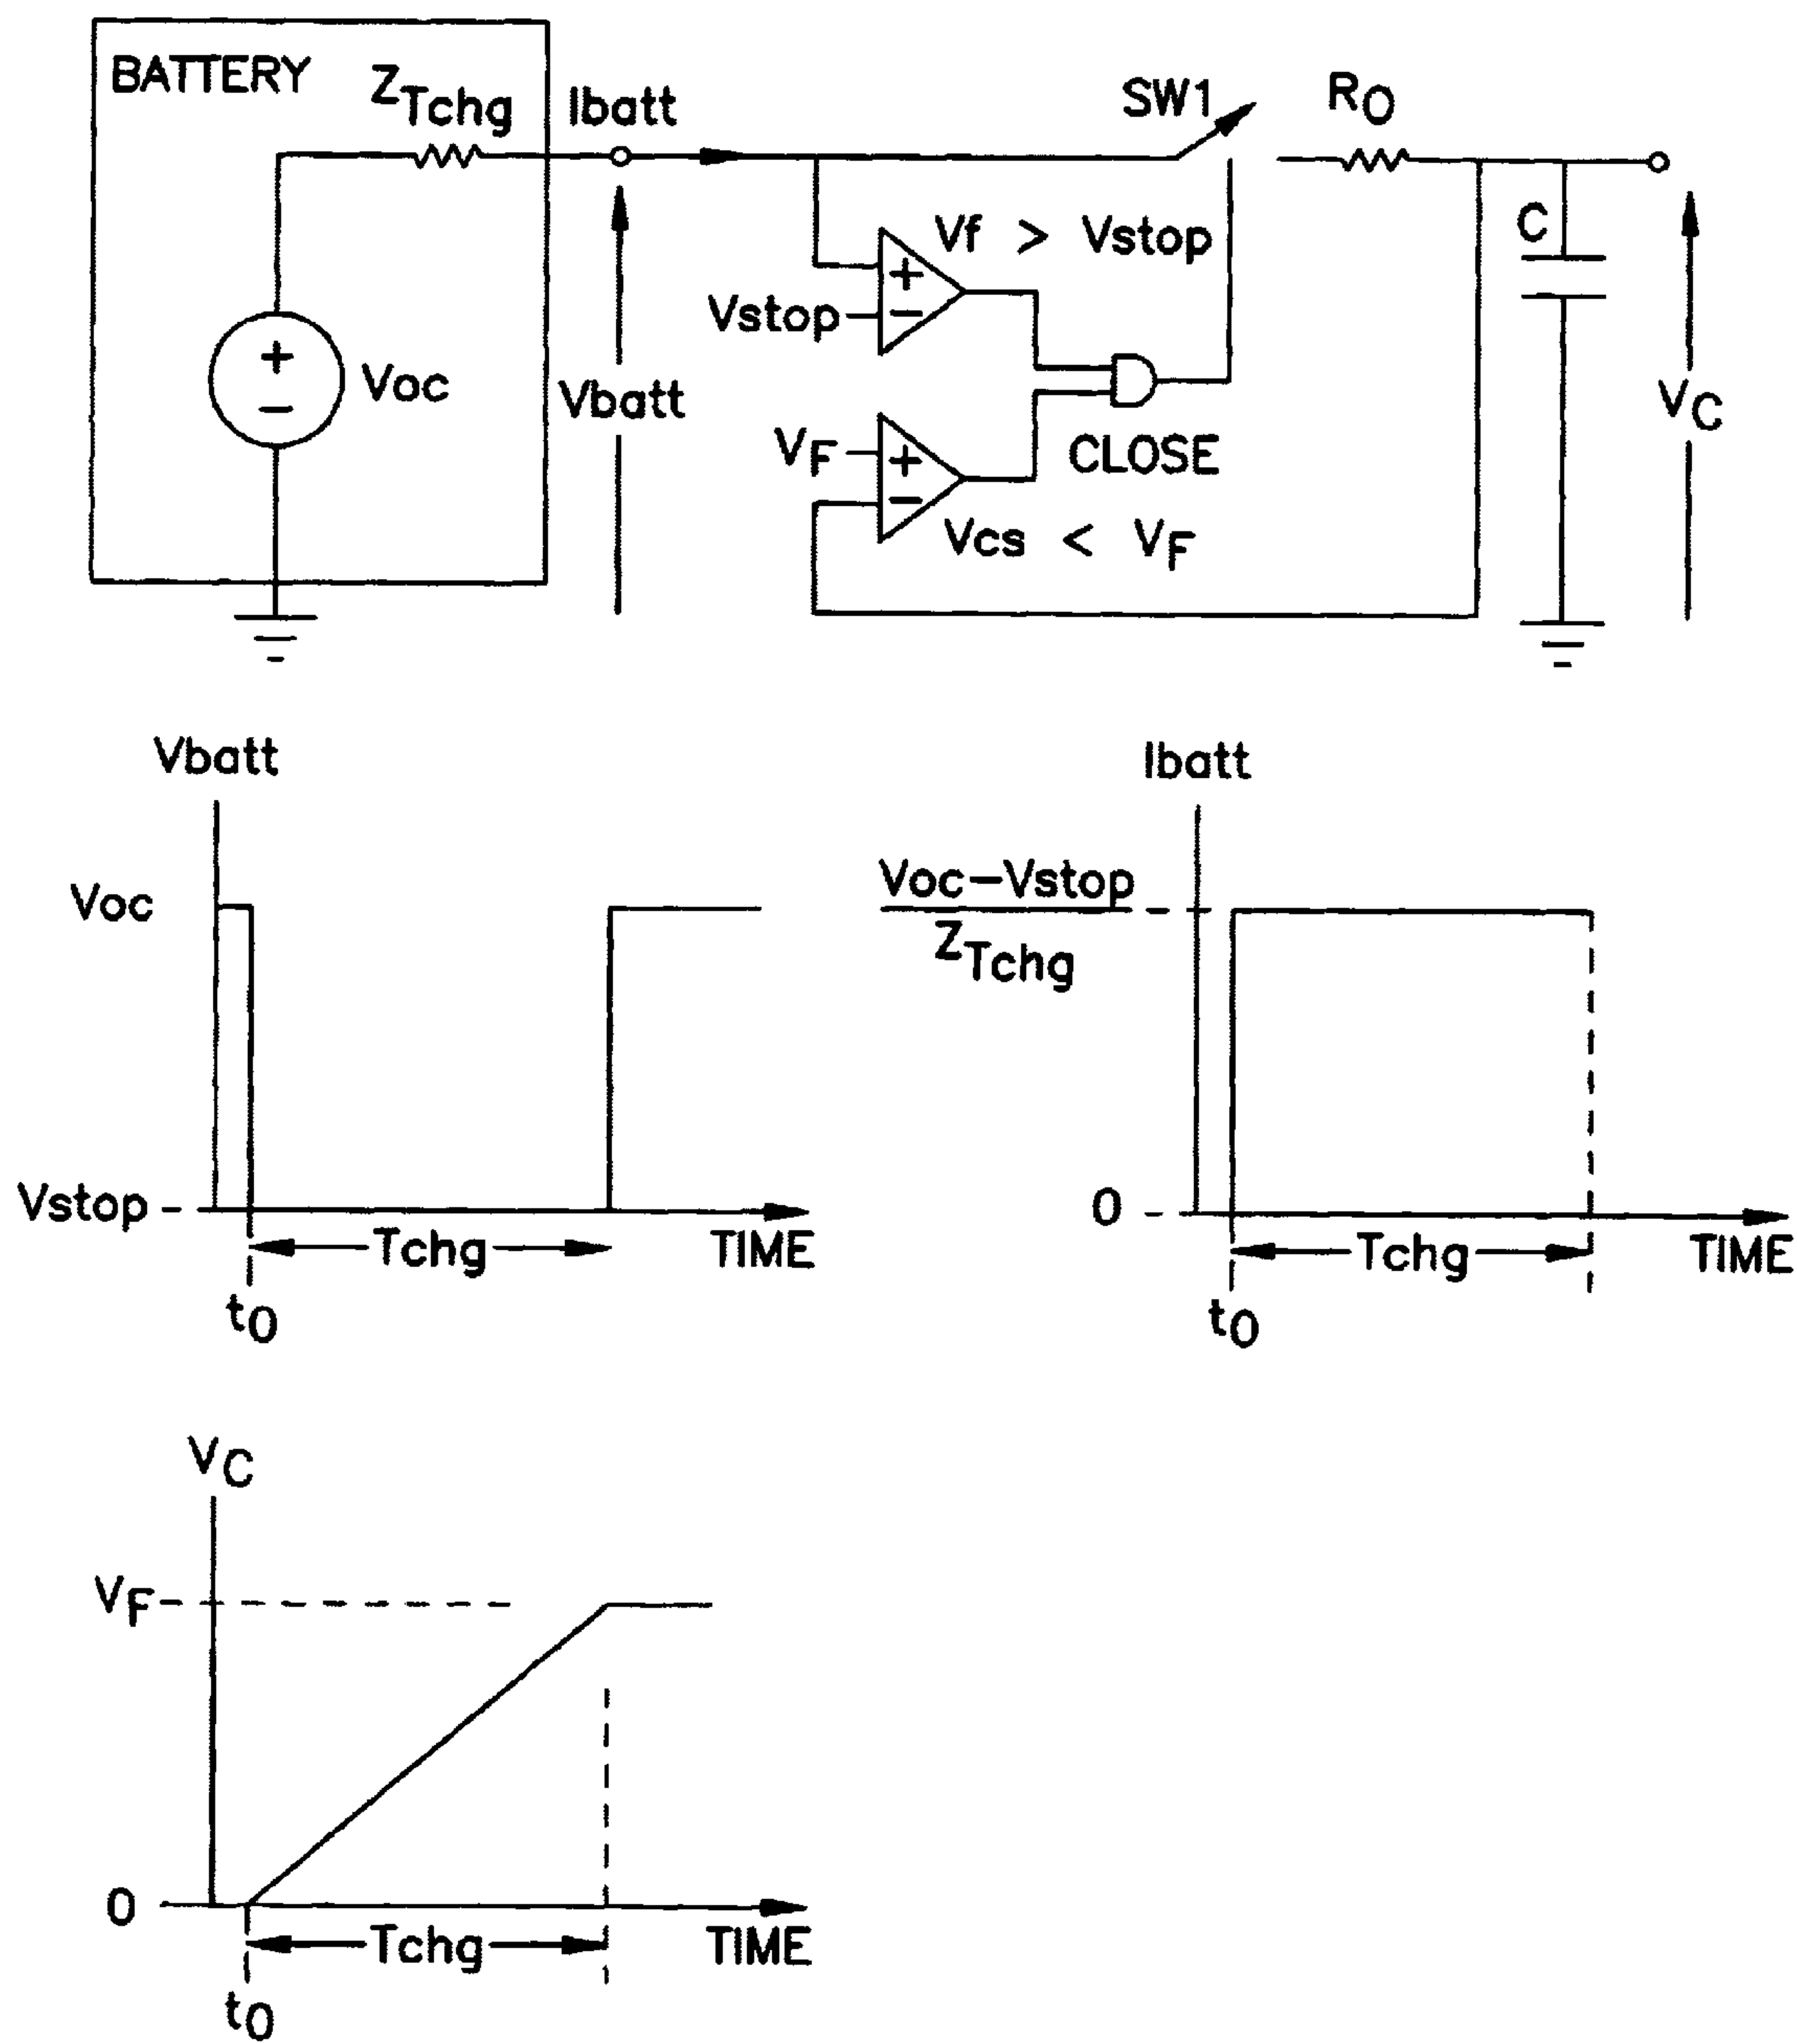 BATTERY
ZTchg
Ibatt
SW1
RO
Vf > Vstop
C
+
Vstop
−
+
Voc
−
Vbatt
VC
VF
+
CLOSE
−
Vcs < VF
Vbatt
Ibatt
Voc
Voc−Vstop
ZTchg
Vstop
0
Tchg
TIME
Tchg
TIME
t0
t0
VC
VF
0
Tchg
TIME
t0